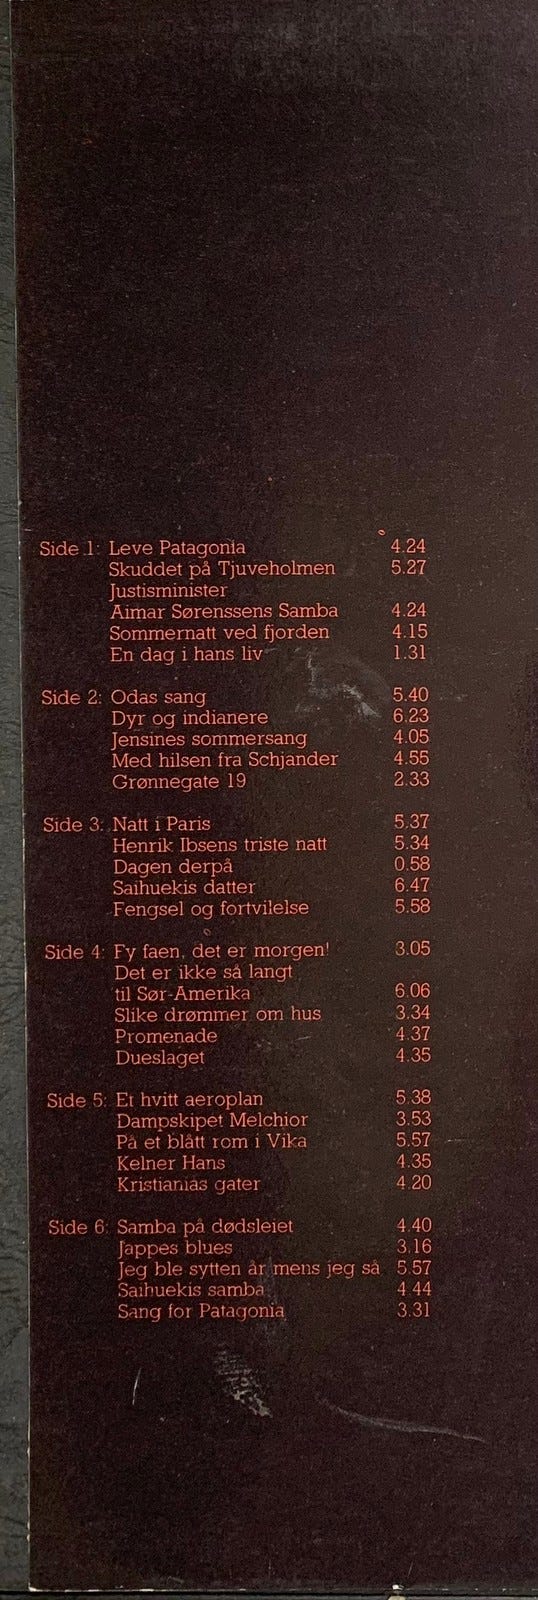 Side 1: Leve Patagonia 4.24
Skuddet på Tjuveholmen 5.27
Justisminister
Aimar Sørenssens Samba 4.24
Sommernatt ved fjorden 4.15
En dag i hans liv 1.31
Side 2: Odas sang 5.40
Dyr og indianere 6.23
Jensines sommersang 4.05
Med hilsen fra Schjander 4.55
Grønnegate 19 2.33
Side 3: Natt i Paris 5.37
Henrik Ibsens triste natt 5.34
Dagen derpå 0.58
Saihuekis datter 6.47
Fengsel og fortvilelse 5.58
Side 4: Fy faen, det er morgen! 3.05
Det er ikke så langt
til Sør-Amerika 6.06
Slike drømmer om hus 3.34
Promenade 4.37
Dueslaget 4.35
Side 5: Et hvitt aeroplan 5.38
Dampskipet Melchior 3.53
På et blått rom i Vika 5.57
Kelner Hans 4.35
Kristianias gater 4.20
Side 6: Samba på dødsleiet 4.40
Jappes blues 3.16
Jeg ble sytten år mens jeg så 5.57
Saihuekis samba 4.44
Sang for Patagonia 3.31